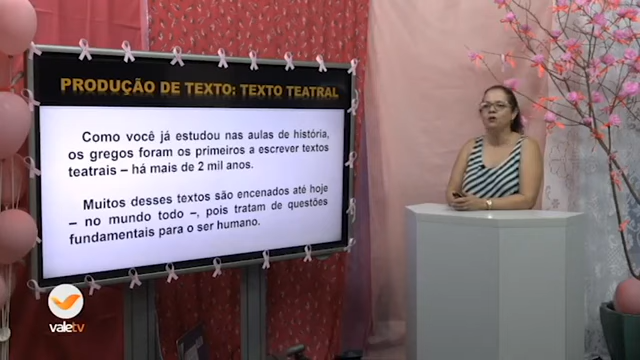 PRODUÇÃO DE TEXTO: TEXTO TEATRAL
Como você já estudou nas aulas de história,
os gregos foram os primeiros a escrever textos
teatrais – há mais de 2 mil anos.
Muitos desses textos são encenados até hoje
– no mundo todo –, pois tratam de questões
fundamentais para o ser humano.
valetv